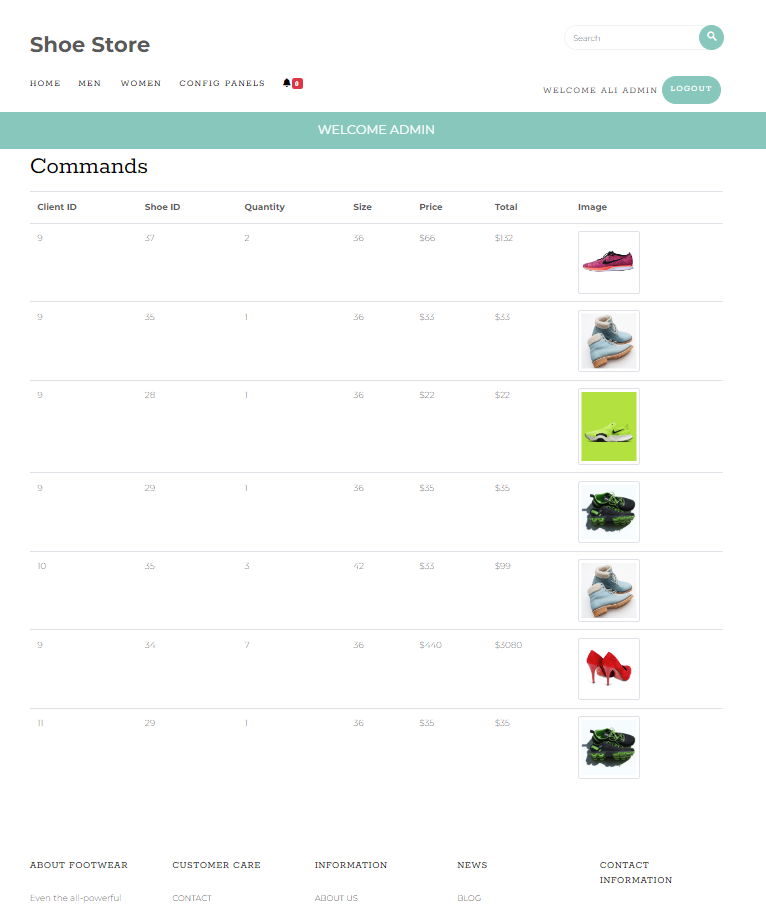 Shoe Store
Search
HOME MEN WOMEN CONFIG PANELS
WELCOME ALI ADMIN LOGOUT
WELCOME ADMIN
Commands
Client ID Shoe ID Quantity Size Price Total Image
9 37 2 36 $66 $132
9 35 1 36 $33 $33
9 28 1 36 $22 $22
9 29 1 36 $35 $35
10 35 3 42 $33 $99
9 34 7 36 $440 $3080
11 29 1 36 $35 $35
ABOUT FOOTWEAR CUSTOMER CARE INFORMATION NEWS CONTACT
INFORMATION
Even the all-powerful CONTACT ABOUT US BLOG